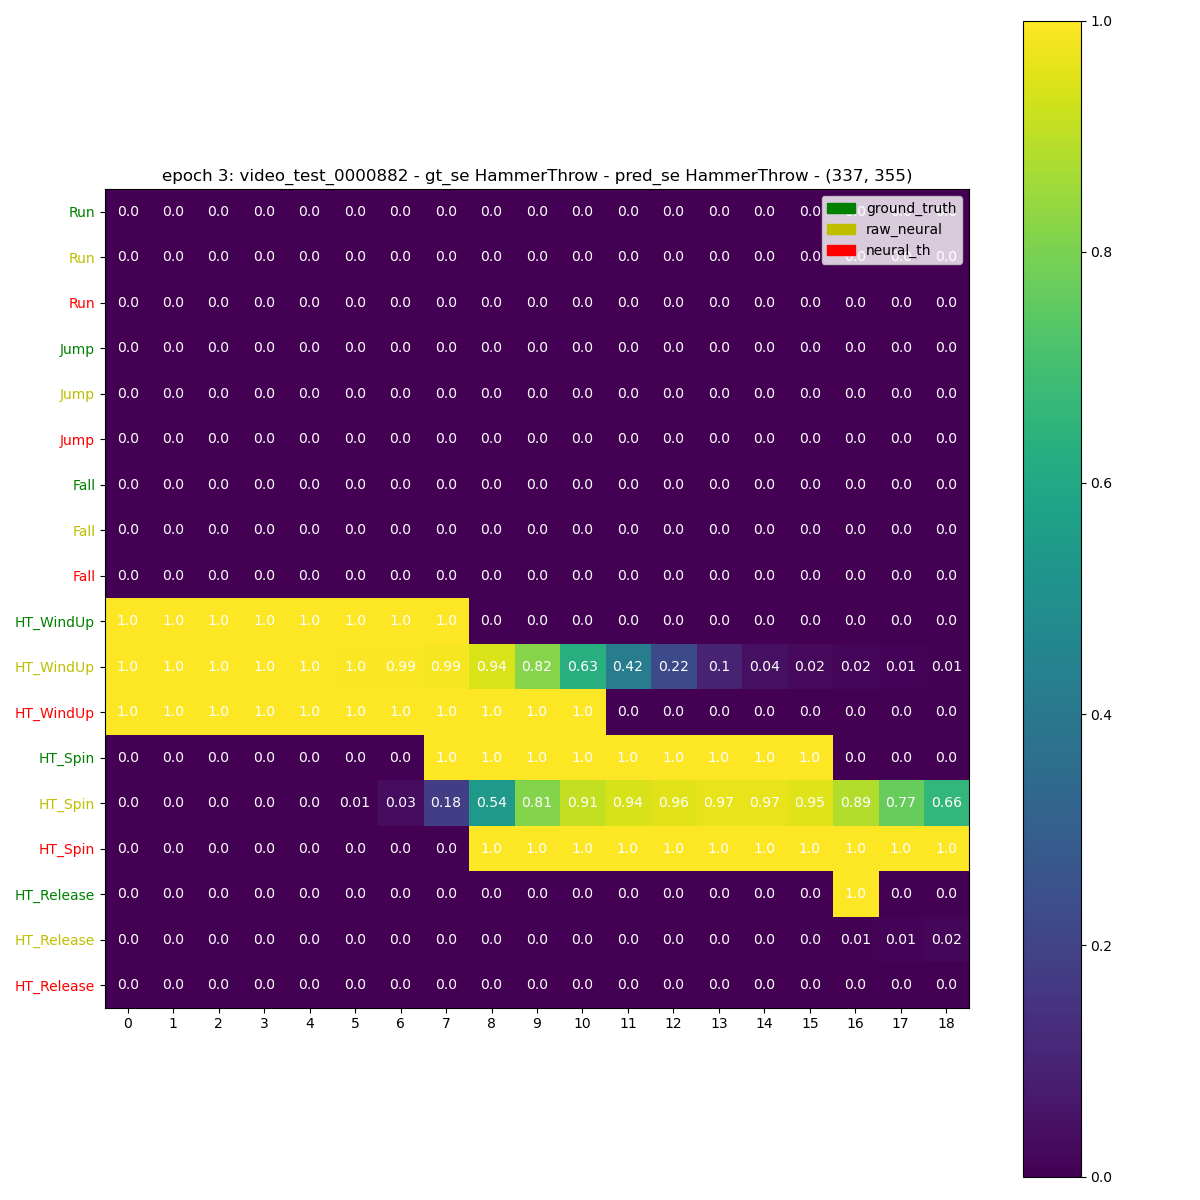 epoch 3: video_test_0000882 - gt_se HammerThrow - pred_se HammerThrow - (337, 355)
ground_truth
raw_neural
neural_th
Run 0.0 0.0 0.0 0.0 0.0 0.0 0.0 0.0 0.0 0.0 0.0 0.0 0.0 0.0 0.0 0.0 0.0 0.0 0.0
Run 0.0 0.0 0.0 0.0 0.0 0.0 0.0 0.0 0.0 0.0 0.0 0.0 0.0 0.0 0.0 0.0 0.0 0.0 0.0
Run 0.0 0.0 0.0 0.0 0.0 0.0 0.0 0.0 0.0 0.0 0.0 0.0 0.0 0.0 0.0 0.0 0.0 0.0 0.0
Jump 0.0 0.0 0.0 0.0 0.0 0.0 0.0 0.0 0.0 0.0 0.0 0.0 0.0 0.0 0.0 0.0 0.0 0.0 0.0
Jump 0.0 0.0 0.0 0.0 0.0 0.0 0.0 0.0 0.0 0.0 0.0 0.0 0.0 0.0 0.0 0.0 0.0 0.0 0.0
Jump 0.0 0.0 0.0 0.0 0.0 0.0 0.0 0.0 0.0 0.0 0.0 0.0 0.0 0.0 0.0 0.0 0.0 0.0 0.0
Fall 0.0 0.0 0.0 0.0 0.0 0.0 0.0 0.0 0.0 0.0 0.0 0.0 0.0 0.0 0.0 0.0 0.0 0.0 0.0
Fall 0.0 0.0 0.0 0.0 0.0 0.0 0.0 0.0 0.0 0.0 0.0 0.0 0.0 0.0 0.0 0.0 0.0 0.0 0.0
Fall 0.0 0.0 0.0 0.0 0.0 0.0 0.0 0.0 0.0 0.0 0.0 0.0 0.0 0.0 0.0 0.0 0.0 0.0 0.0
HT_WindUp 1.0 1.0 1.0 1.0 1.0 1.0 1.0 1.0 0.0 0.0 0.0 0.0 0.0 0.0 0.0 0.0 0.0 0.0 0.0
HT_WindUp 1.0 1.0 1.0 1.0 1.0 1.0 0.99 0.99 0.94 0.82 0.63 0.42 0.22 0.1 0.04 0.02 0.02 0.01 0.01
HT_WindUp 1.0 1.0 1.0 1.0 1.0 1.0 1.0 1.0 1.0 1.0 1.0 0.0 0.0 0.0 0.0 0.0 0.0 0.0 0.0
HT_Spin 0.0 0.0 0.0 0.0 0.0 0.0 0.0 1.0 1.0 1.0 1.0 1.0 1.0 1.0 1.0 1.0 0.0 0.0 0.0
HT_Spin 0.0 0.0 0.0 0.0 0.0 0.01 0.03 0.18 0.54 0.81 0.91 0.94 0.96 0.97 0.97 0.95 0.89 0.77 0.66
HT_Spin 0.0 0.0 0.0 0.0 0.0 0.0 0.0 0.0 1.0 1.0 1.0 1.0 1.0 1.0 1.0 1.0 1.0 1.0 1.0
HT_Release 0.0 0.0 0.0 0.0 0.0 0.0 0.0 0.0 0.0 0.0 0.0 0.0 0.0 0.0 0.0 0.0 1.0 0.0 0.0
HT_Release 0.0 0.0 0.0 0.0 0.0 0.0 0.0 0.0 0.0 0.0 0.0 0.0 0.0 0.0 0.0 0.0 0.01 0.01 0.02
HT_Release 0.0 0.0 0.0 0.0 0.0 0.0 0.0 0.0 0.0 0.0 0.0 0.0 0.0 0.0 0.0 0.0 0.0 0.0 0.0
0 1 2 3 4 5 6 7 8 9 10 11 12 13 14 15 16 17 18
1.0
0.8
0.6
0.4
0.2
0.0